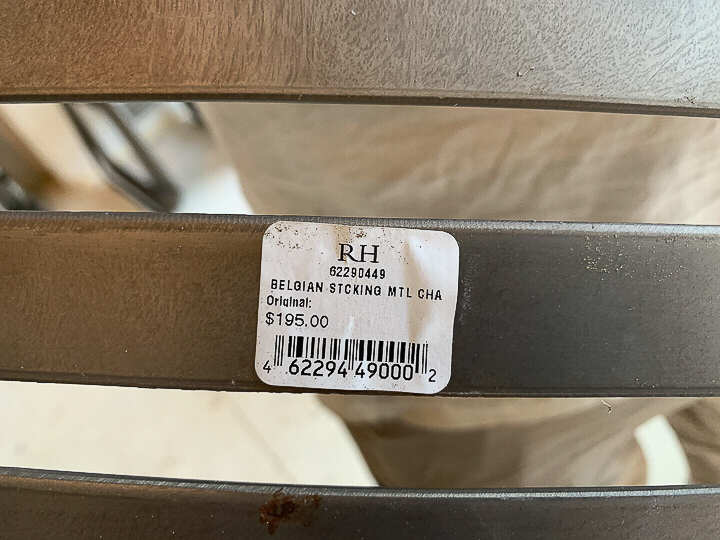 RH
62290449
BELGIAN STCKING MTL CHA
Original:
$195.00
4 62294 49000 2